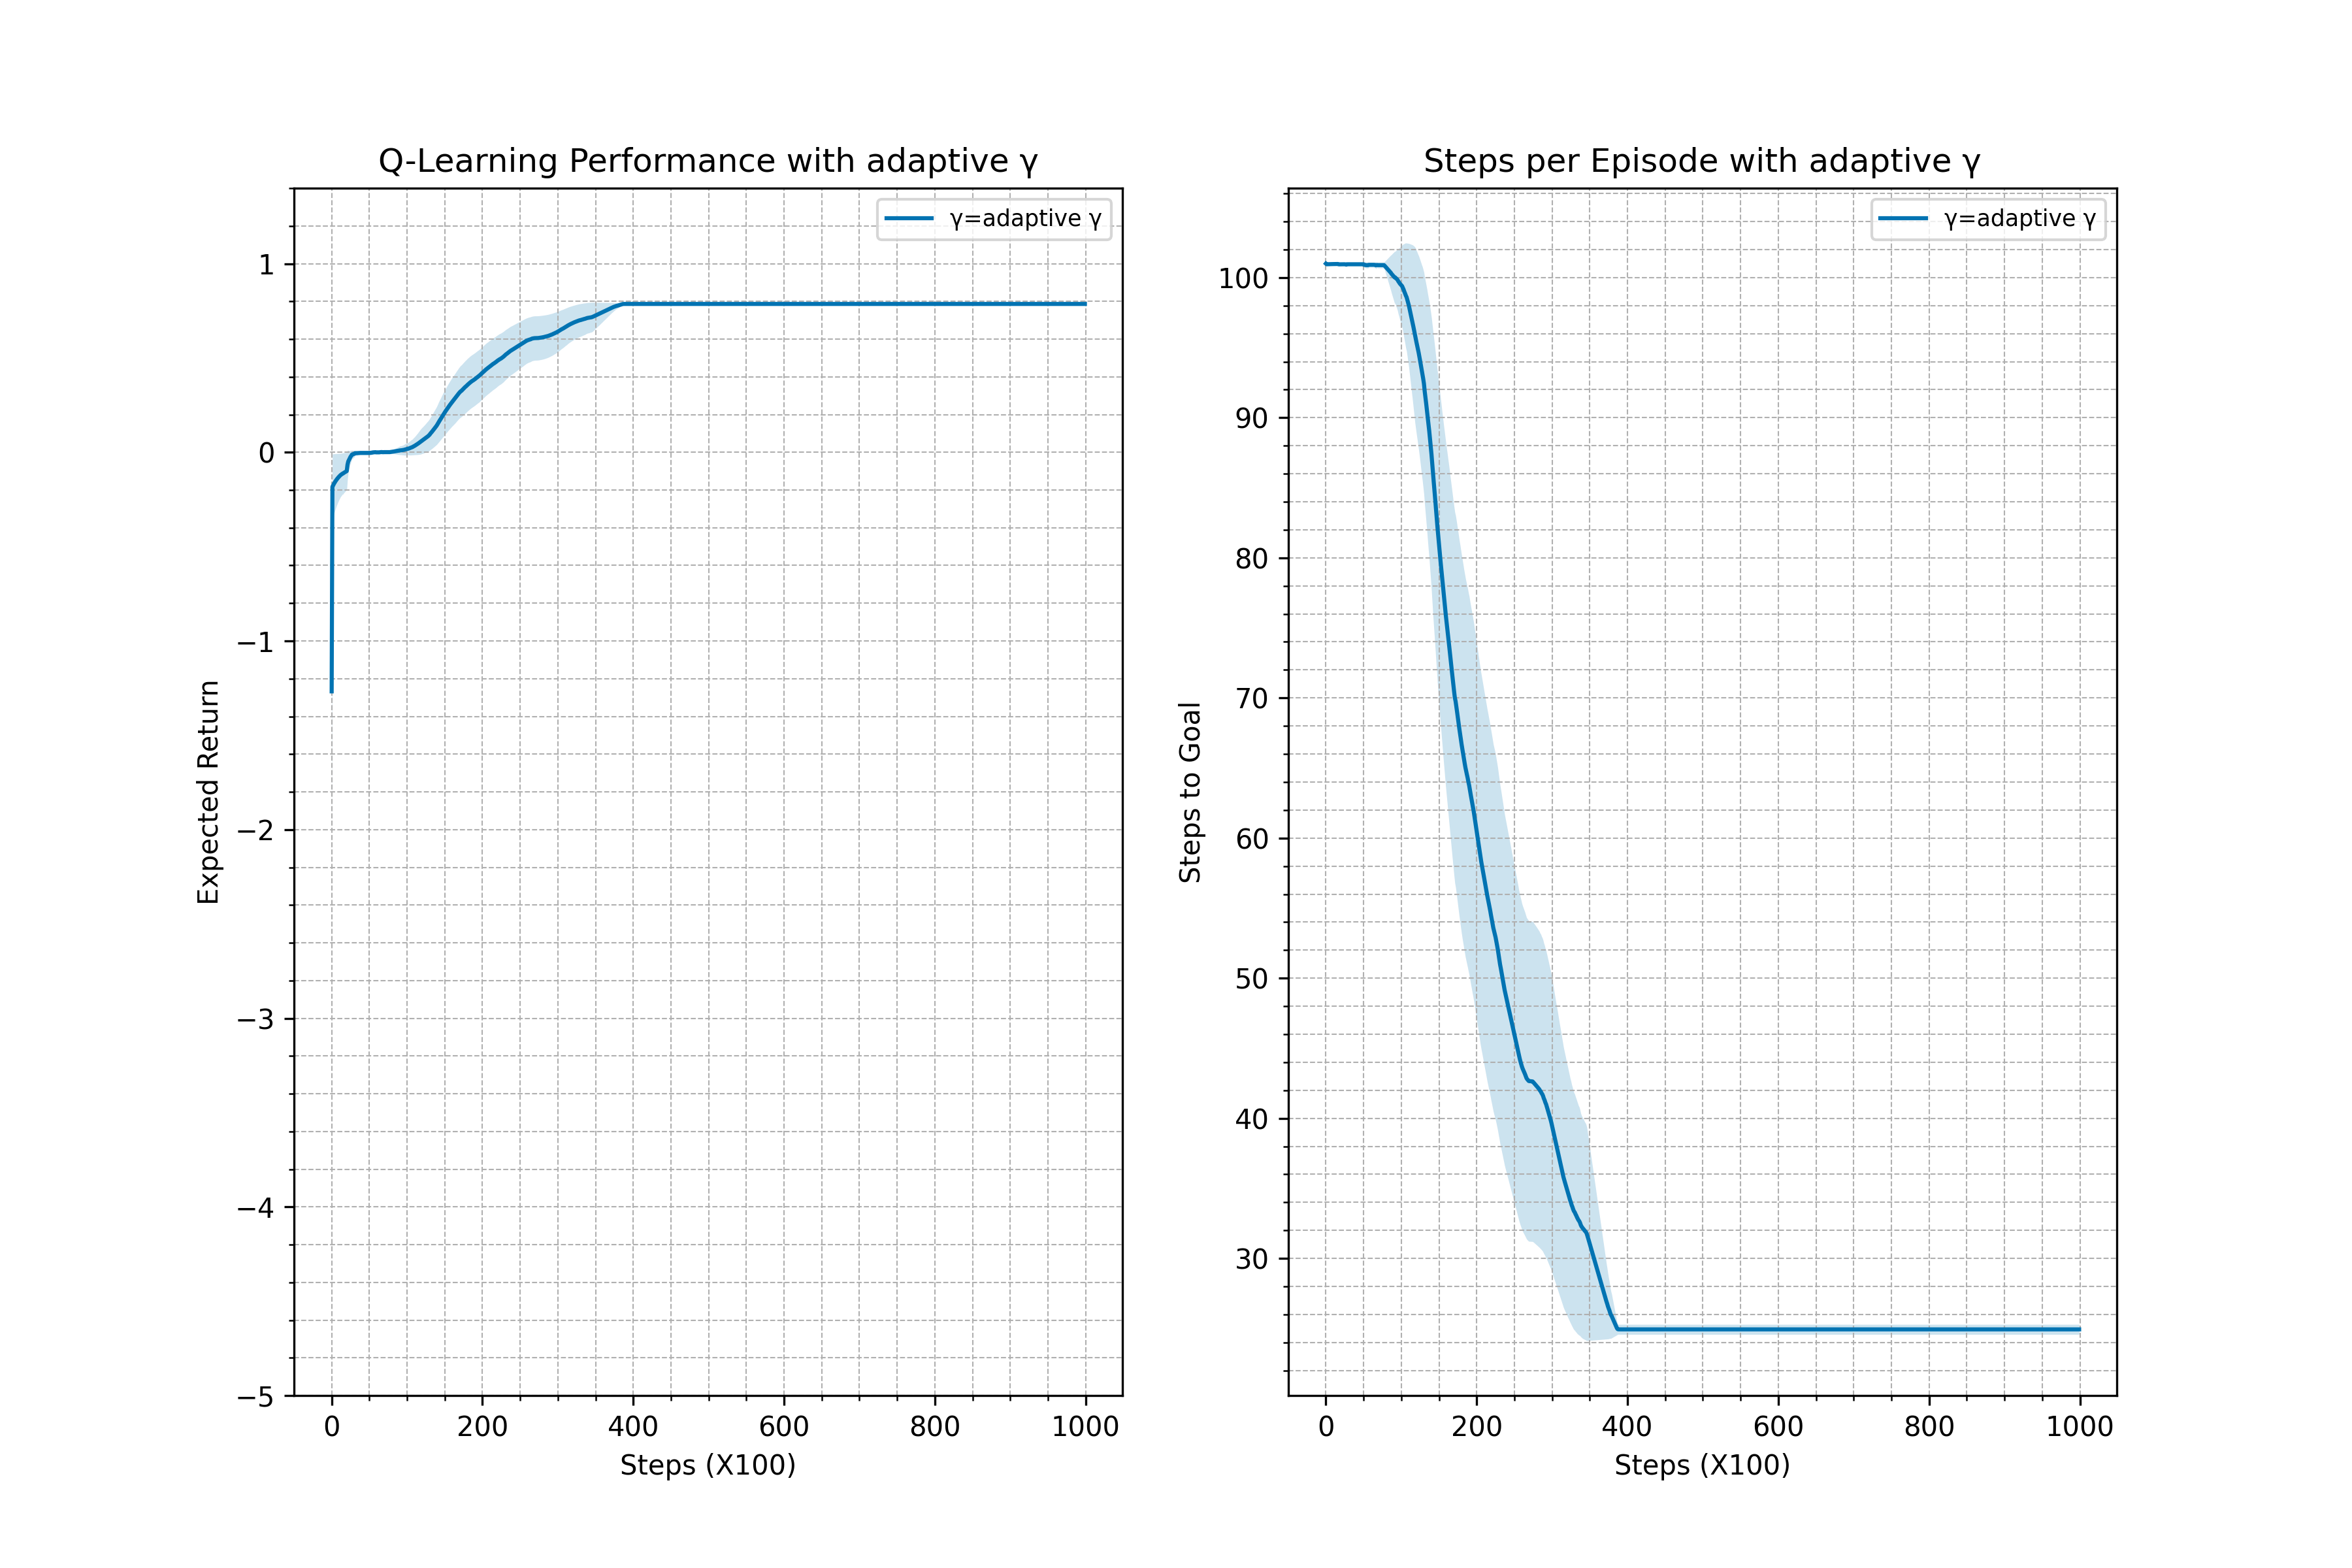 Q-Learning Performance with adaptive γ
γ=adaptive γ
1
0
−1
−2
−3
−4
−5
Expected Return
0 200 400 600 800 1000
Steps (X100)
Steps per Episode with adaptive γ
γ=adaptive γ
100
90
80
70
60
50
40
30
Steps to Goal
0 200 400 600 800 1000
Steps (X100)